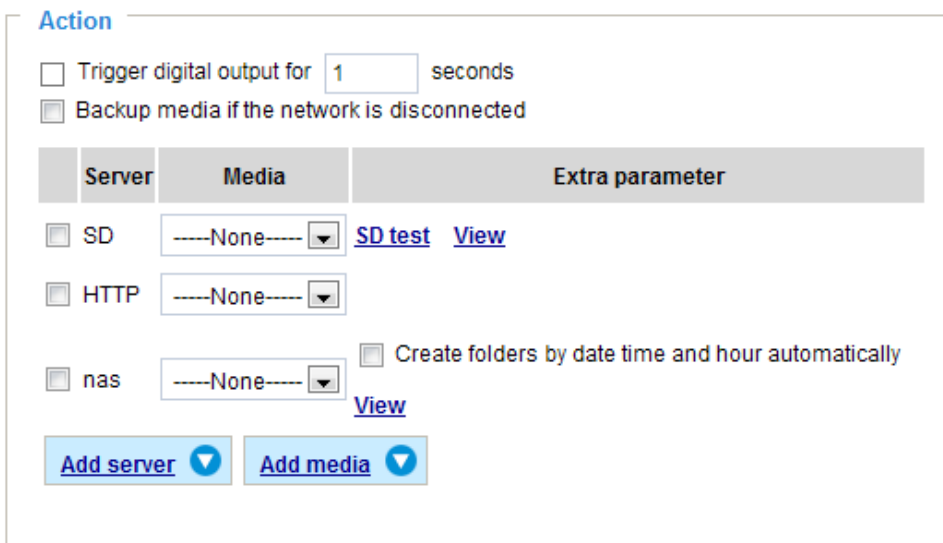 Action
Trigger digital output for 1 seconds
Backup media if the network is disconnected
Server Media Extra parameter
SD -----None----- SD test View
HTTP -----None-----
Create folders by date time and hour automatically
nas -----None-----
View
Add server Add media